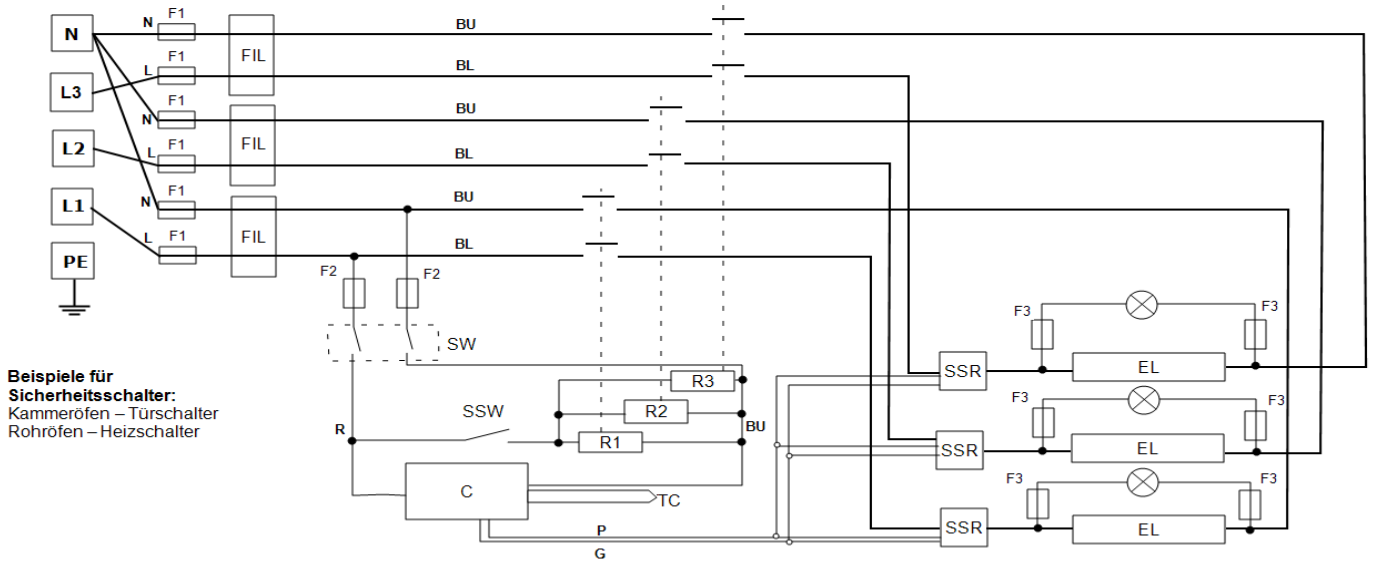 N
L3
L2
L1
PE
N
F1
L
F1
N
F1
L
F1
N
F1
L
F1
FIL
FIL
FIL
BU
BL
BU
BL
BU
BL
F2
F2
SW
Beispiele für
Sicherheitsschalter:
Kammeröfen – Türschalter
Rohröfen – Heizschalter
R
SSW
R3
R2
R1
BU
C
TC
P
G
SSR
F3
EL
F3
SSR
F3
EL
F3
SSR
F3
EL
F3